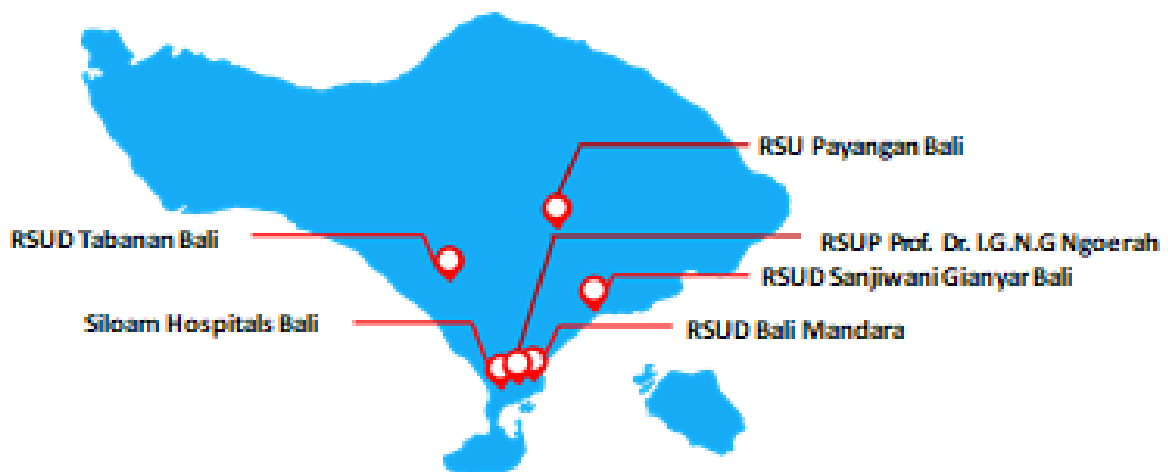 RSU Payangan Bali
RSUD Tabanan Bali
RSUP Prof. Dr. I.G.N.G Ngoerah
RSUD Sanjiwani Gianyar Bali
Siloam Hospitals Bali
RSUD Bali Mandara